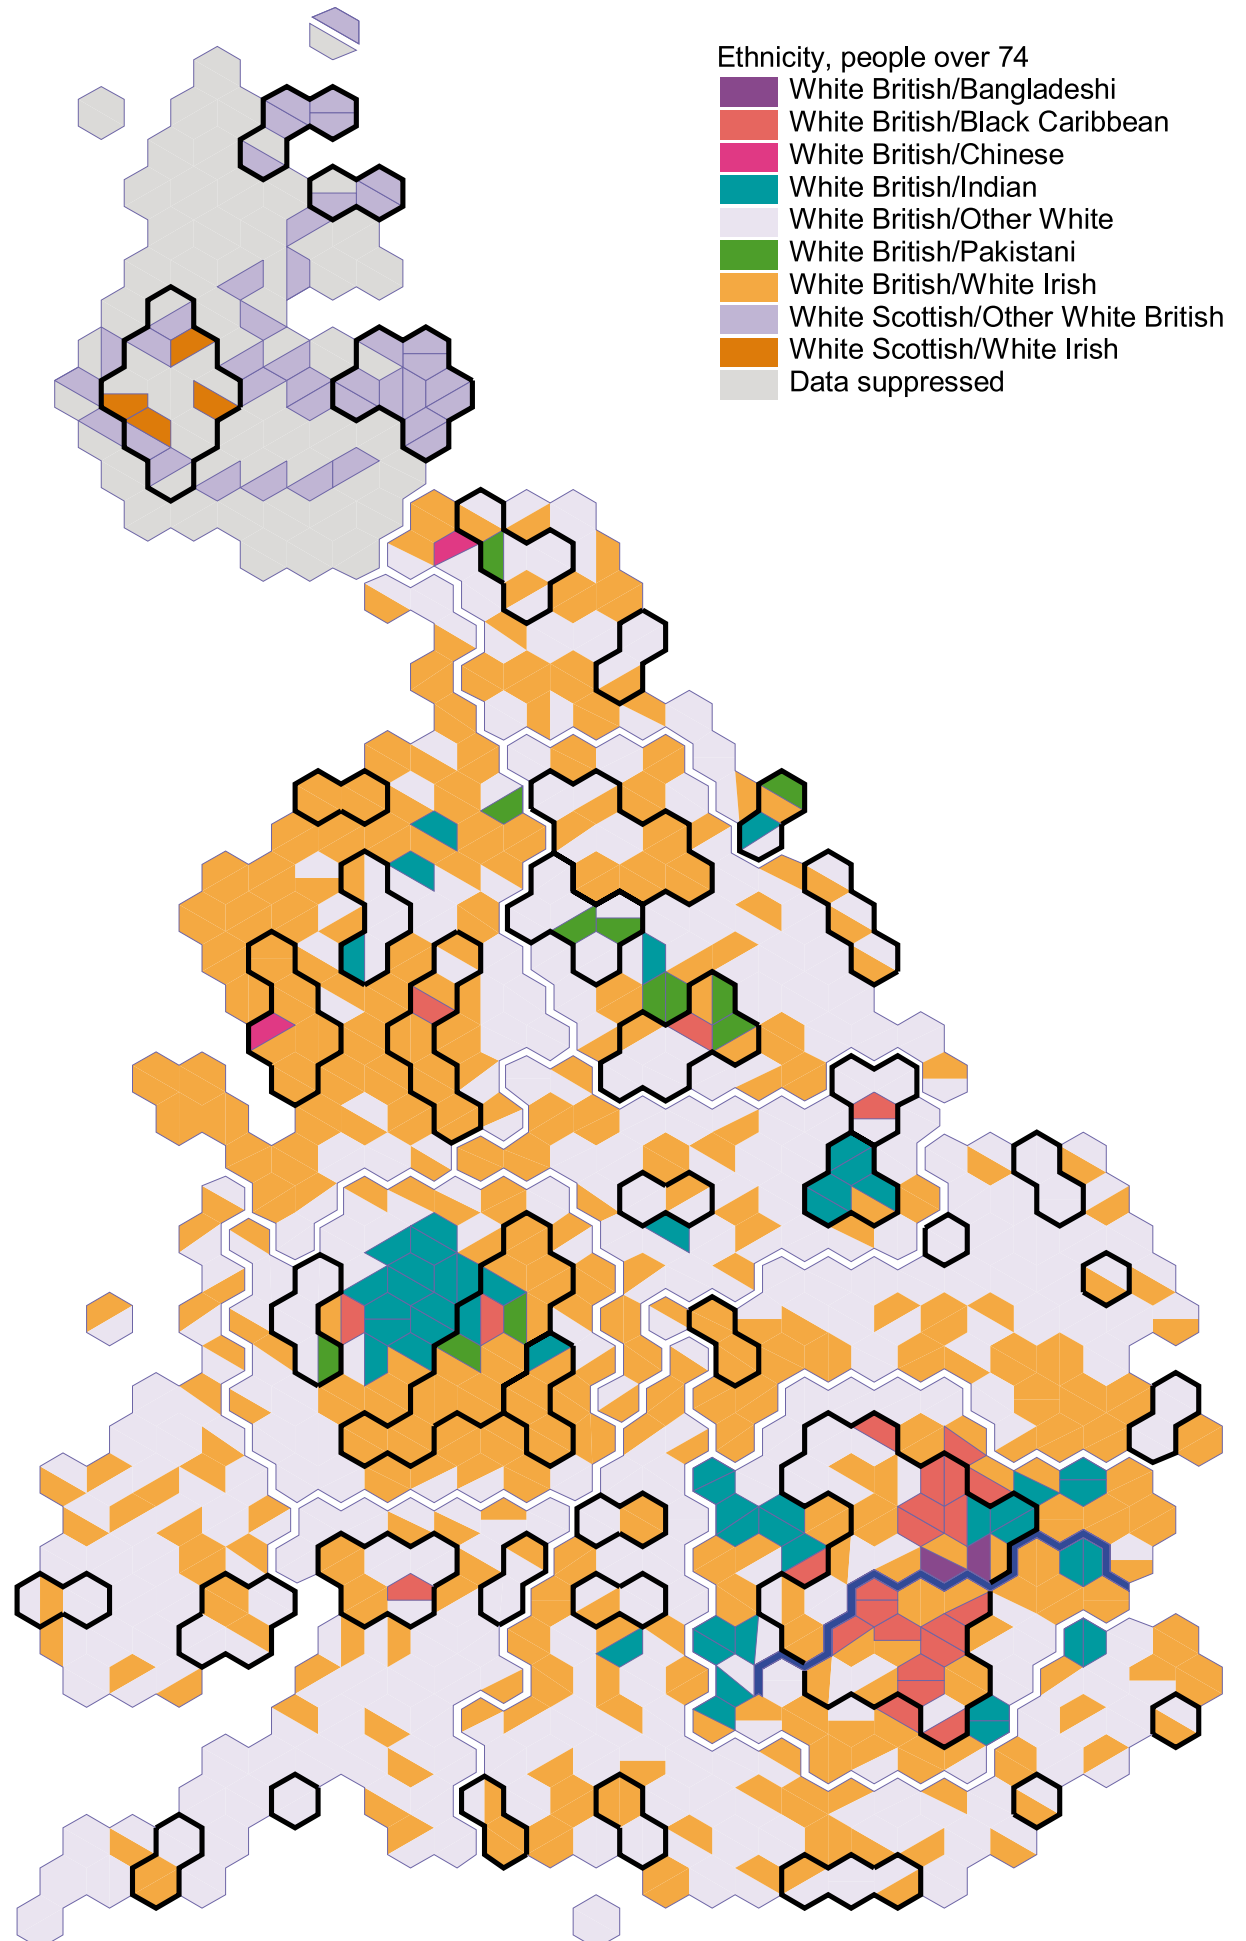 Ethnicity, people over 74
White British/Bangladeshi
White British/Black Caribbean
White British/Chinese
White British/Indian
White British/Other White
White British/Pakistani
White British/White Irish
White Scottish/Other White British
White Scottish/White Irish
Data suppressed